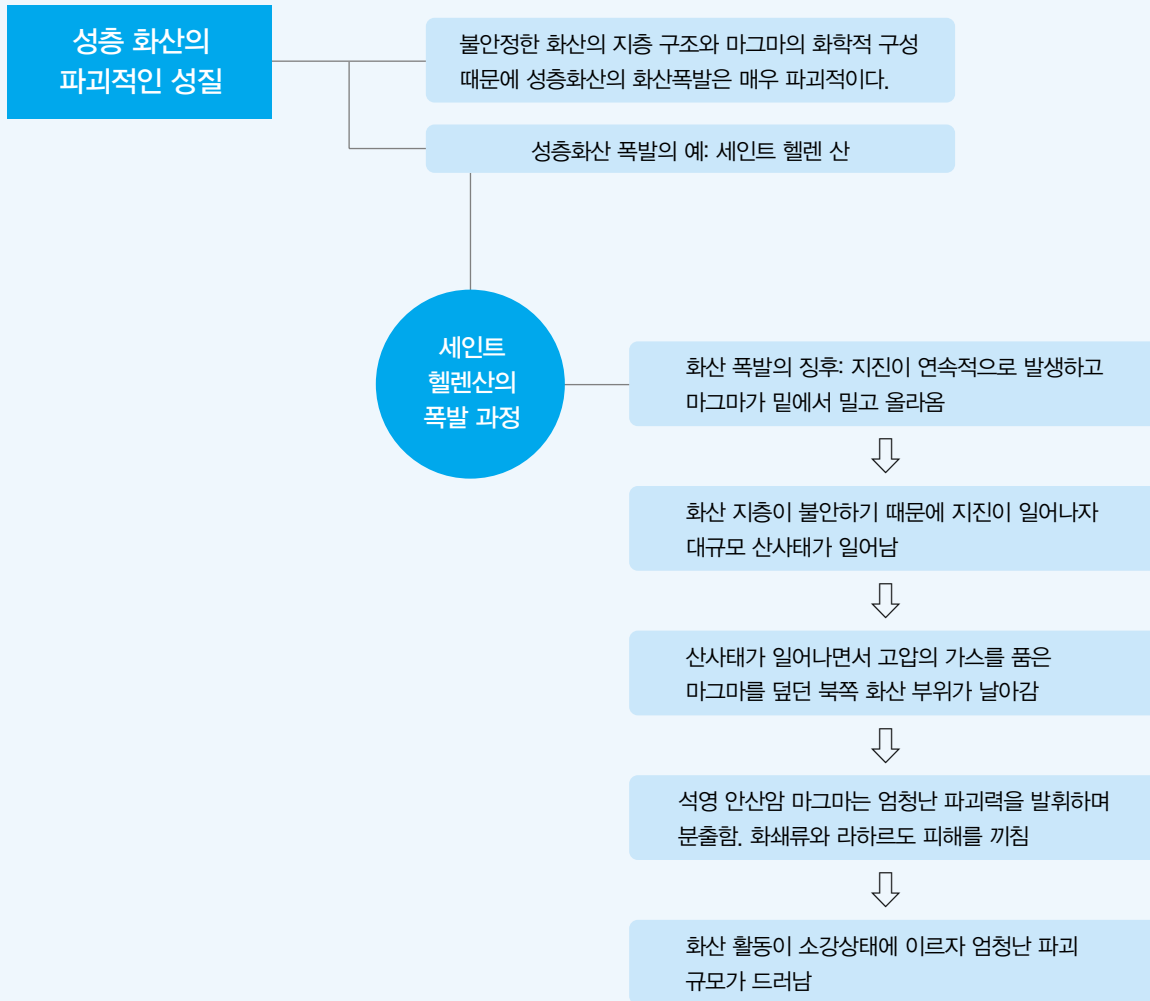 성층 화산의
파괴적인 성질
불안정한 화산의 지층 구조와 마그마의 화학적 구성
때문에 성층화산의 화산폭발은 매우 파괴적이다.
성층화산 폭발의 예: 세인트 헬렌 산
세인트
헬렌산의
폭발 과정
화산 폭발의 징후: 지진이 연속적으로 발생하고
마그마가 밑에서 밀고 올라옴
화산 지층이 불안하기 때문에 지진이 일어나자
대규모 산사태가 일어남
산사태가 일어나면서 고압의 가스를 품은
마그마를 덮던 북쪽 화산 부위가 날아감
석영 안산암 마그마는 엄청난 파괴력을 발휘하며
분출함. 화쇄류와 라하르도 피해를 끼침
화산 활동이 소강상태에 이르자 엄청난 파괴
규모가 드러남